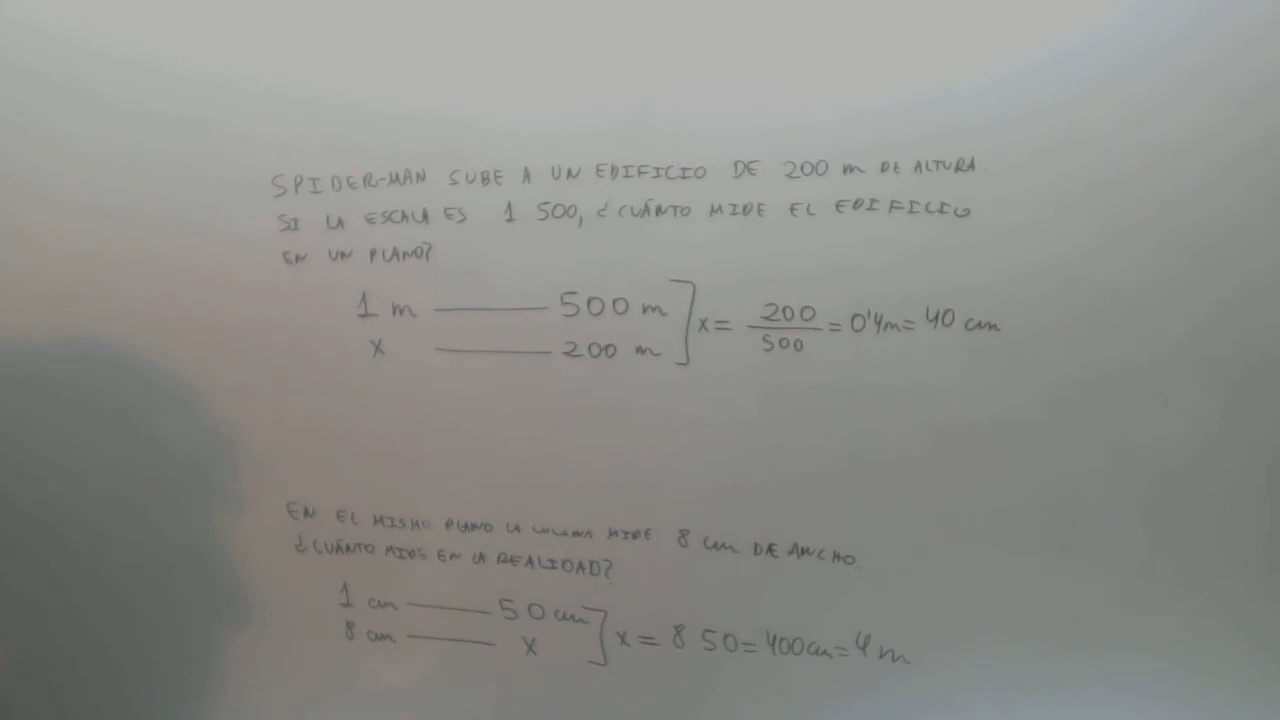 SPIDER-MAN SUBE A UN EDIFICIO DE 200 m DE ALTURA.
SI LA ESCALA ES 1 500, ¿CUÁNTO MIDE EL EDIFICIO
EN UN PLANO?
1 m —— 500 m
x —— 200 m ] x = 200/500 = 0'4m = 40 cm
EN EL MISMO PLANO LA MIDE 8 cm DE ANCHO.
¿CUÁNTO MIDE EN LA REALIDAD?
1 cm —— 50 cm
8 cm —— x ] x = 8 50 = 400cm = 4 m